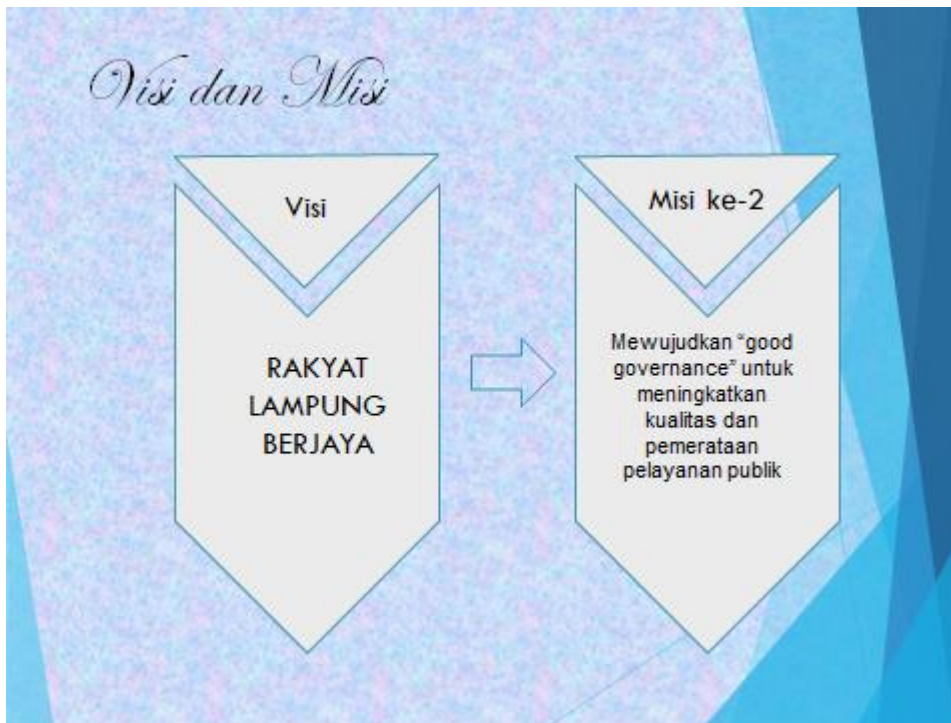 Visi dan Misi
Visi
RAKYAT
LAMPUNG
BERJAYA
Misi ke-2
Mewujudkan “good
governance” untuk
meningkatkan
kualitas dan
pemerataan
pelayanan publik